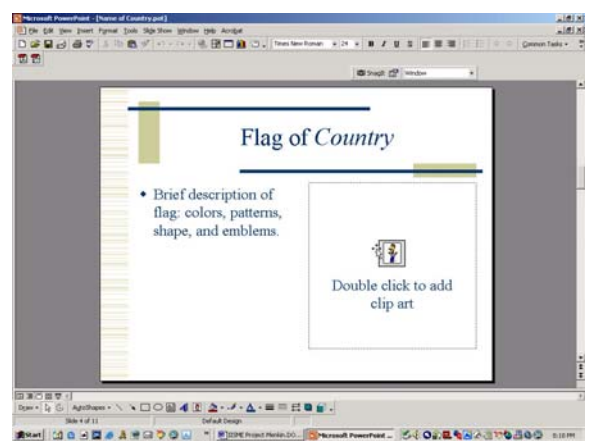 Microsoft PowerPoint - [Name of Country.pot]
File Edit View Insert Format Tools Slide Show Window Help Acrobat
Times New Roman 24 B I U S Common Tasks
SnagIt Window
Flag of Country
Brief description of
flag: colors, patterns,
shape, and emblems.
Double click to add
clip art
Draw AutoShapes
Slide 4 of 11 Default Design
Start Microsoft PowerPoint ...